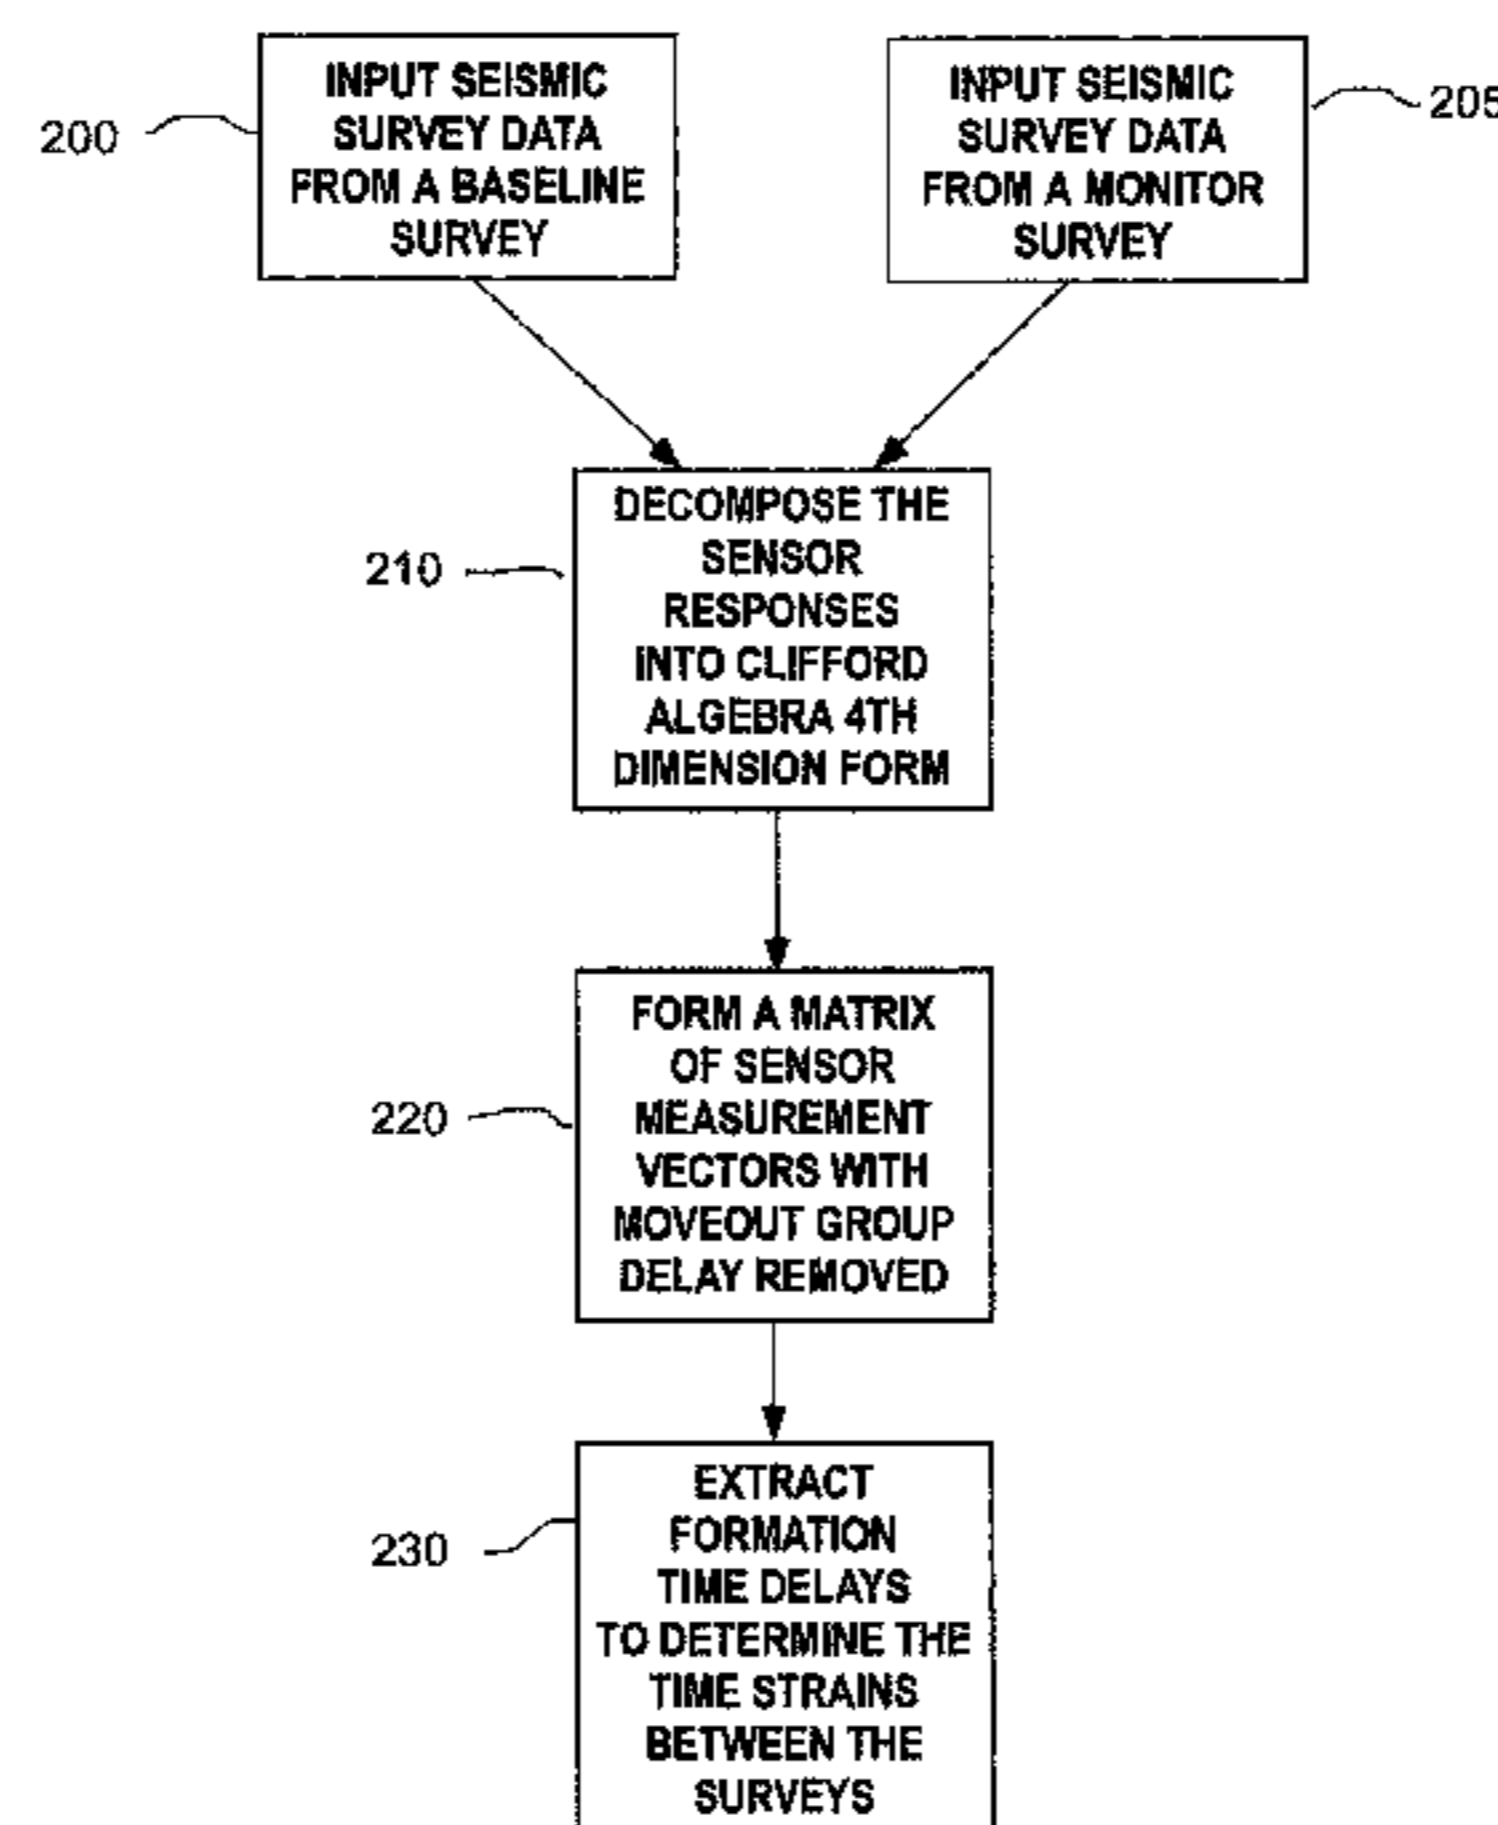 INPUT SEISMIC
SURVEY DATA
FROM A BASELINE
SURVEY
200
INPUT SEISMIC
SURVEY DATA
FROM A MONITOR
SURVEY
205
DECOMPOSE THE
SENSOR
RESPONSES
INTO CLIFFORD
ALGEBRA 4TH
DIMENSION FORM
210
FORM A MATRIX
OF SENSOR
MEASUREMENT
VECTORS WITH
MOVEOUT GROUP
DELAY REMOVED
220
EXTRACT
FORMATION
TIME DELAYS
TO DETERMINE THE
TIME STRAINS
BETWEEN THE
SURVEYS
230